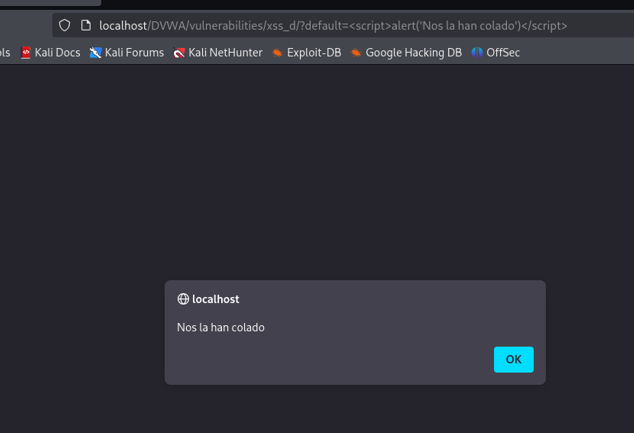 localhost/DVWA/vulnerabilities/xss_d/?default=<script>alert('Nos la han colado')</script>
ols Kali Docs Kali Forums Kali NetHunter Exploit-DB Google Hacking DB OffSec
localhost
Nos la han colado
OK